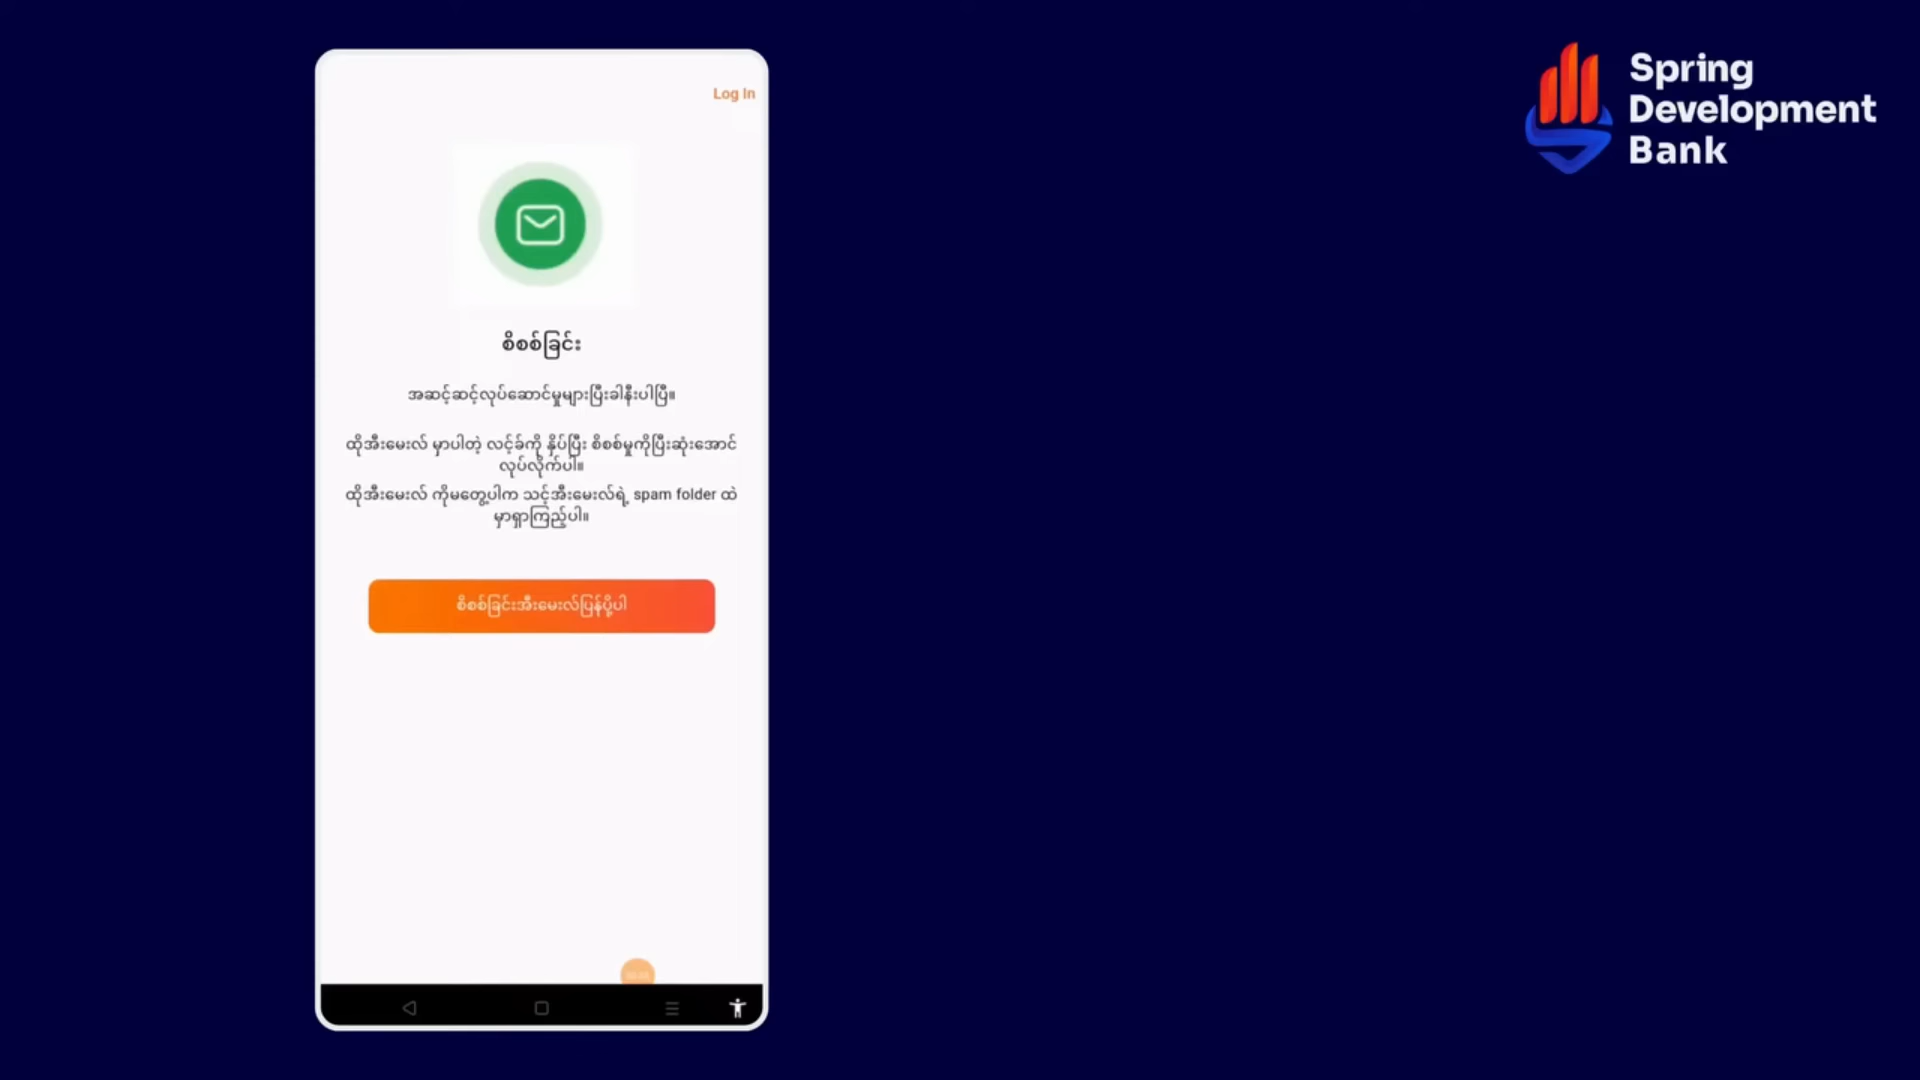 Log In
Spring
Development
Bank
စိစစ်ခြင်း
အဆင့်ဆင့်လုပ်ဆောင်မှုများပြီးခါနီးပါပြီ။
ထိုအီးမေးလ် မှာပါတဲ့ လင့်ခ်ကို နှိပ်ပြီး စိစစ်မှုကိုပြီးဆုံးအောင်
လုပ်လိုက်ပါ။
ထိုအီးမေးလ် ကိုမတွေ့ပါက သင့်အီးမေးလ်ရဲ့ spam folder ထဲ
မှာရှာကြည့်ပါ။
စိစစ်ခြင်းအီးမေးလ်ပြန်ပို့ပါ